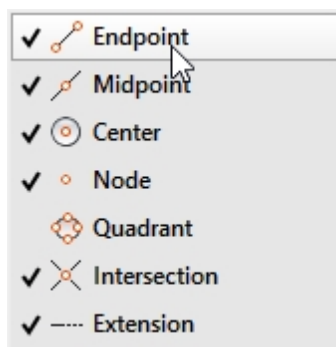 Endpoint
Midpoint
Center
Node
Quadrant
Intersection
Extension